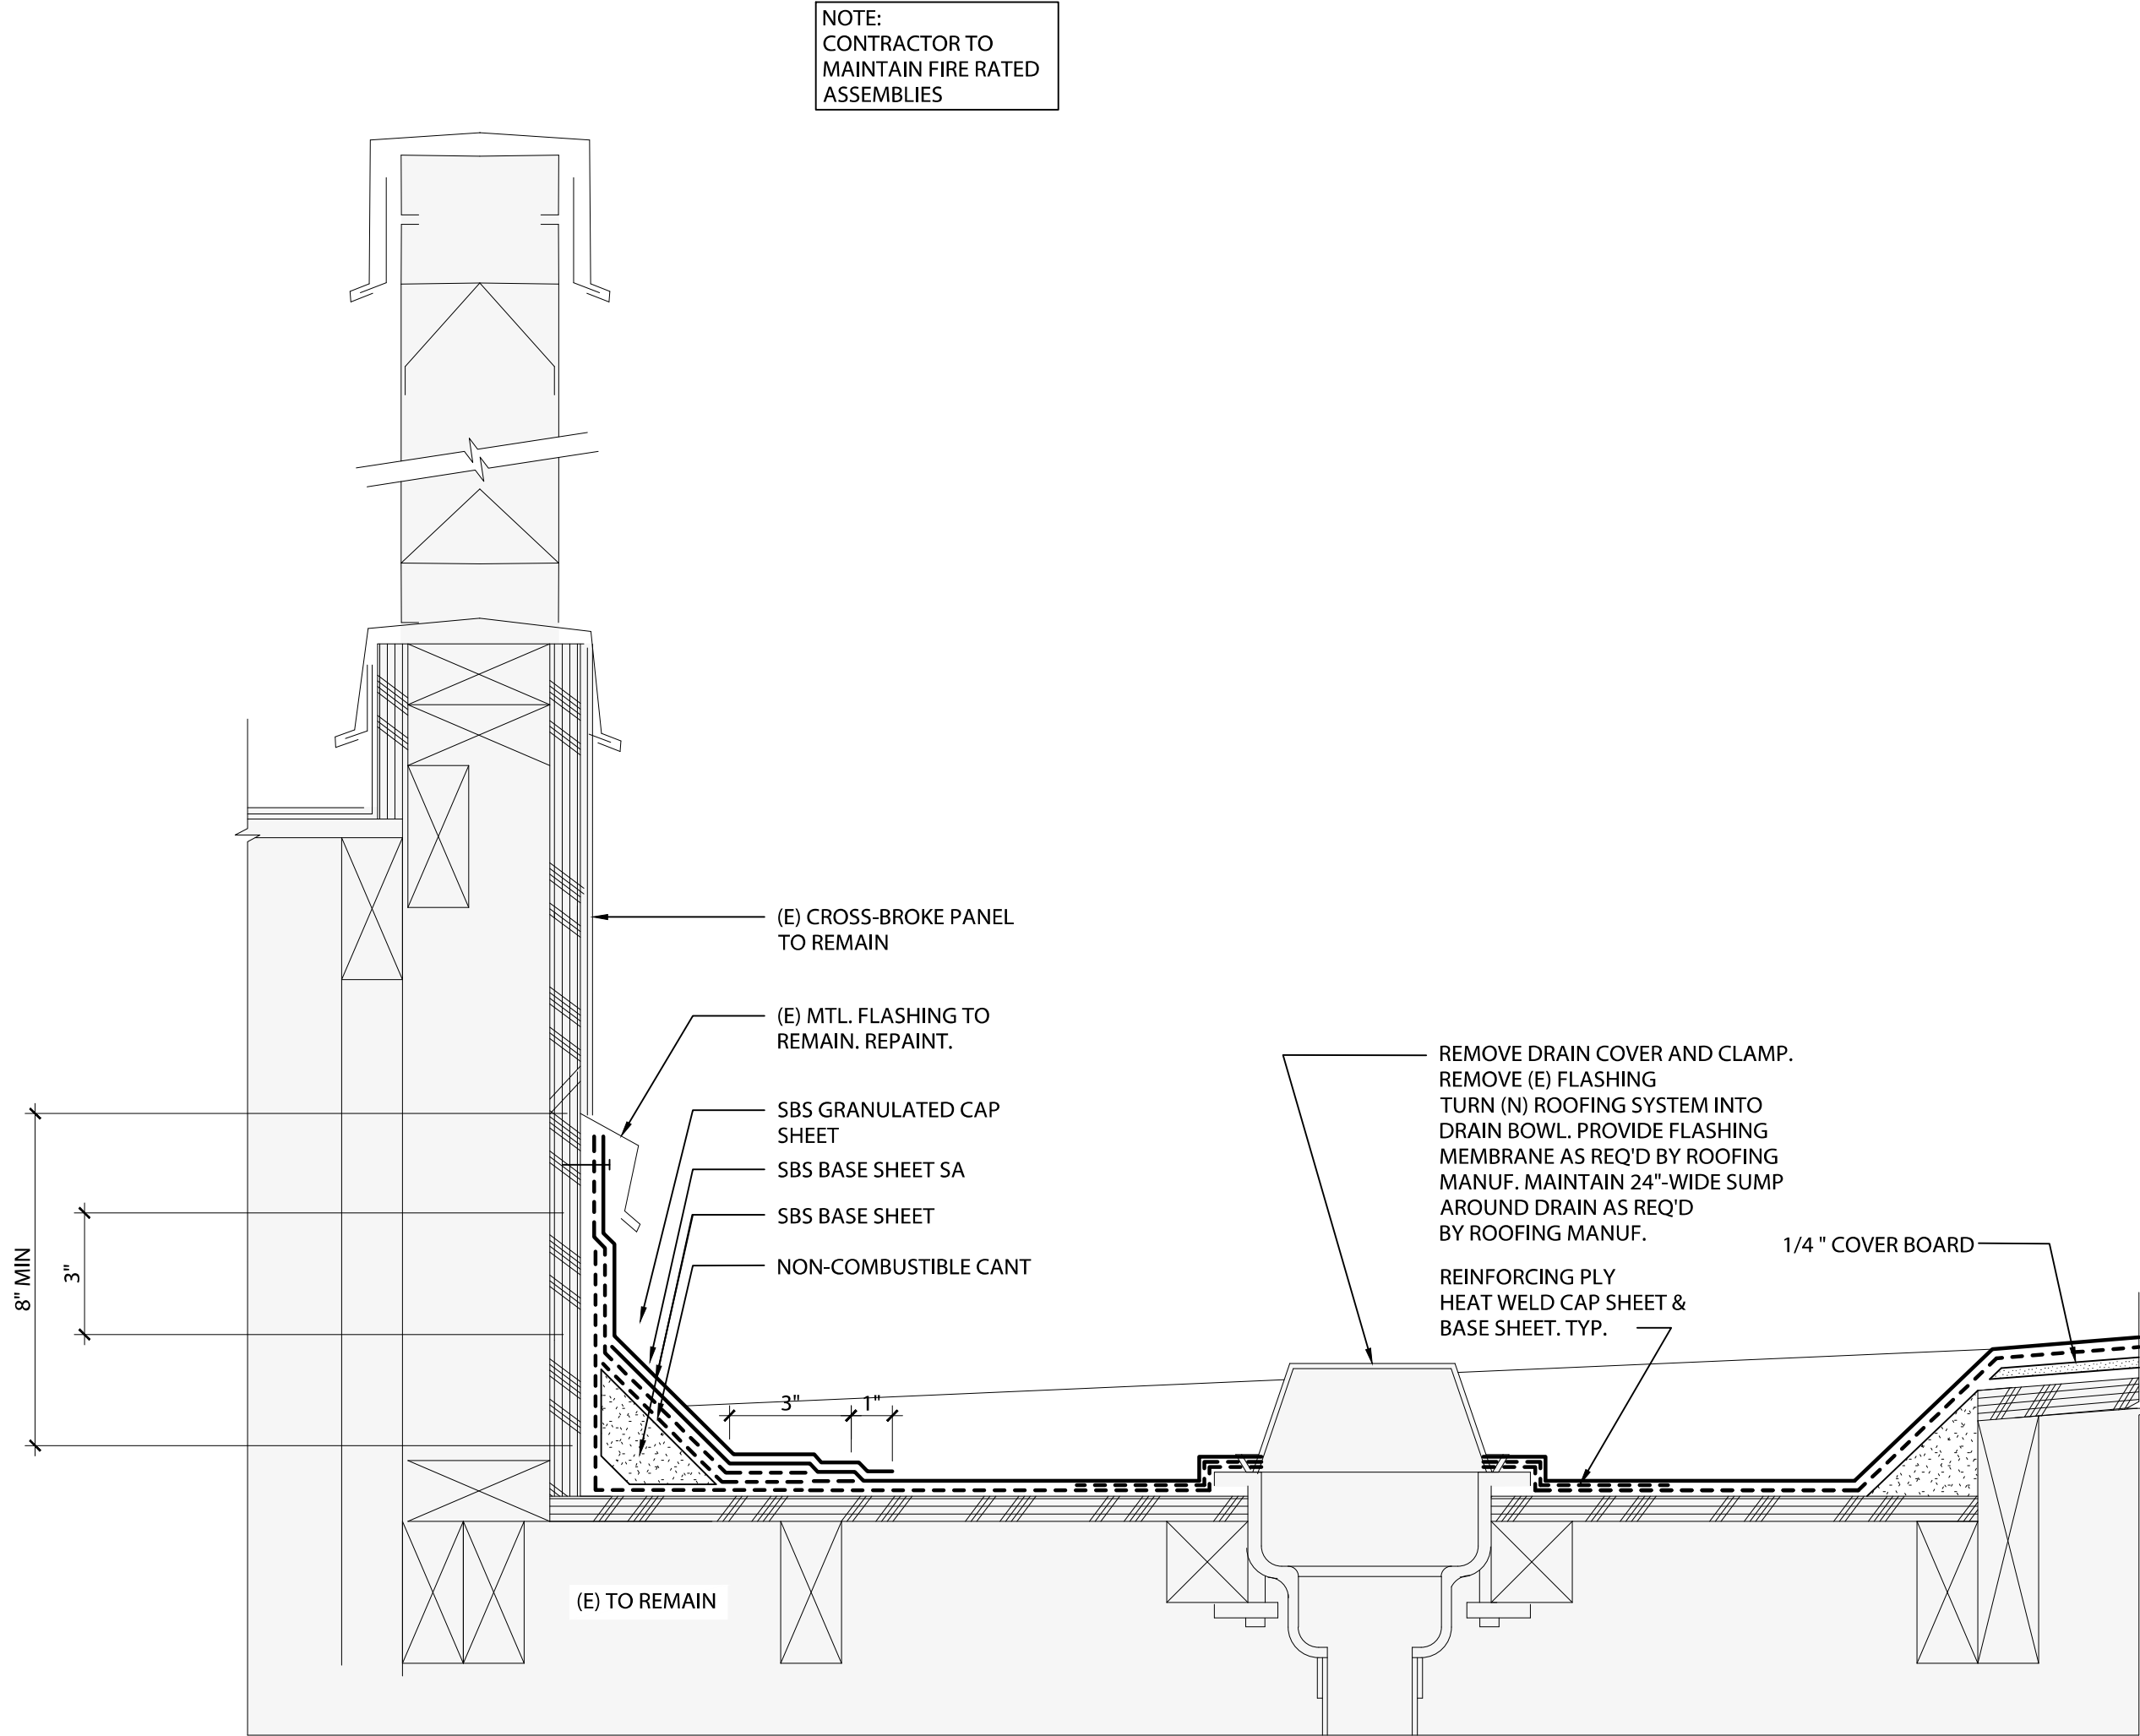 NOTE:
CONTRACTOR TO
MAINTAIN FIRE RATED
ASSEMBLIES
(E) CROSS-BROKE PANEL
TO REMAIN
(E) MTL. FLASHING TO
REMAIN. REPAINT.
SBS GRANULATED CAP
SHEET
SBS BASE SHEET SA
SBS BASE SHEET
NON-COMBUSTIBLE CANT
8" MIN
3"
3"
1"
REMOVE DRAIN COVER AND CLAMP.
REMOVE (E) FLASHING
TURN (N) ROOFING SYSTEM INTO
DRAIN BOWL. PROVIDE FLASHING
MEMBRANE AS REQ'D BY ROOFING
MANUF. MAINTAIN 24"-WIDE SUMP
AROUND DRAIN AS REQ'D
BY ROOFING MANUF.
1/4 " COVER BOARD
REINFORCING PLY
HEAT WELD CAP SHEET &
BASE SHEET. TYP.
(E) TO REMAIN